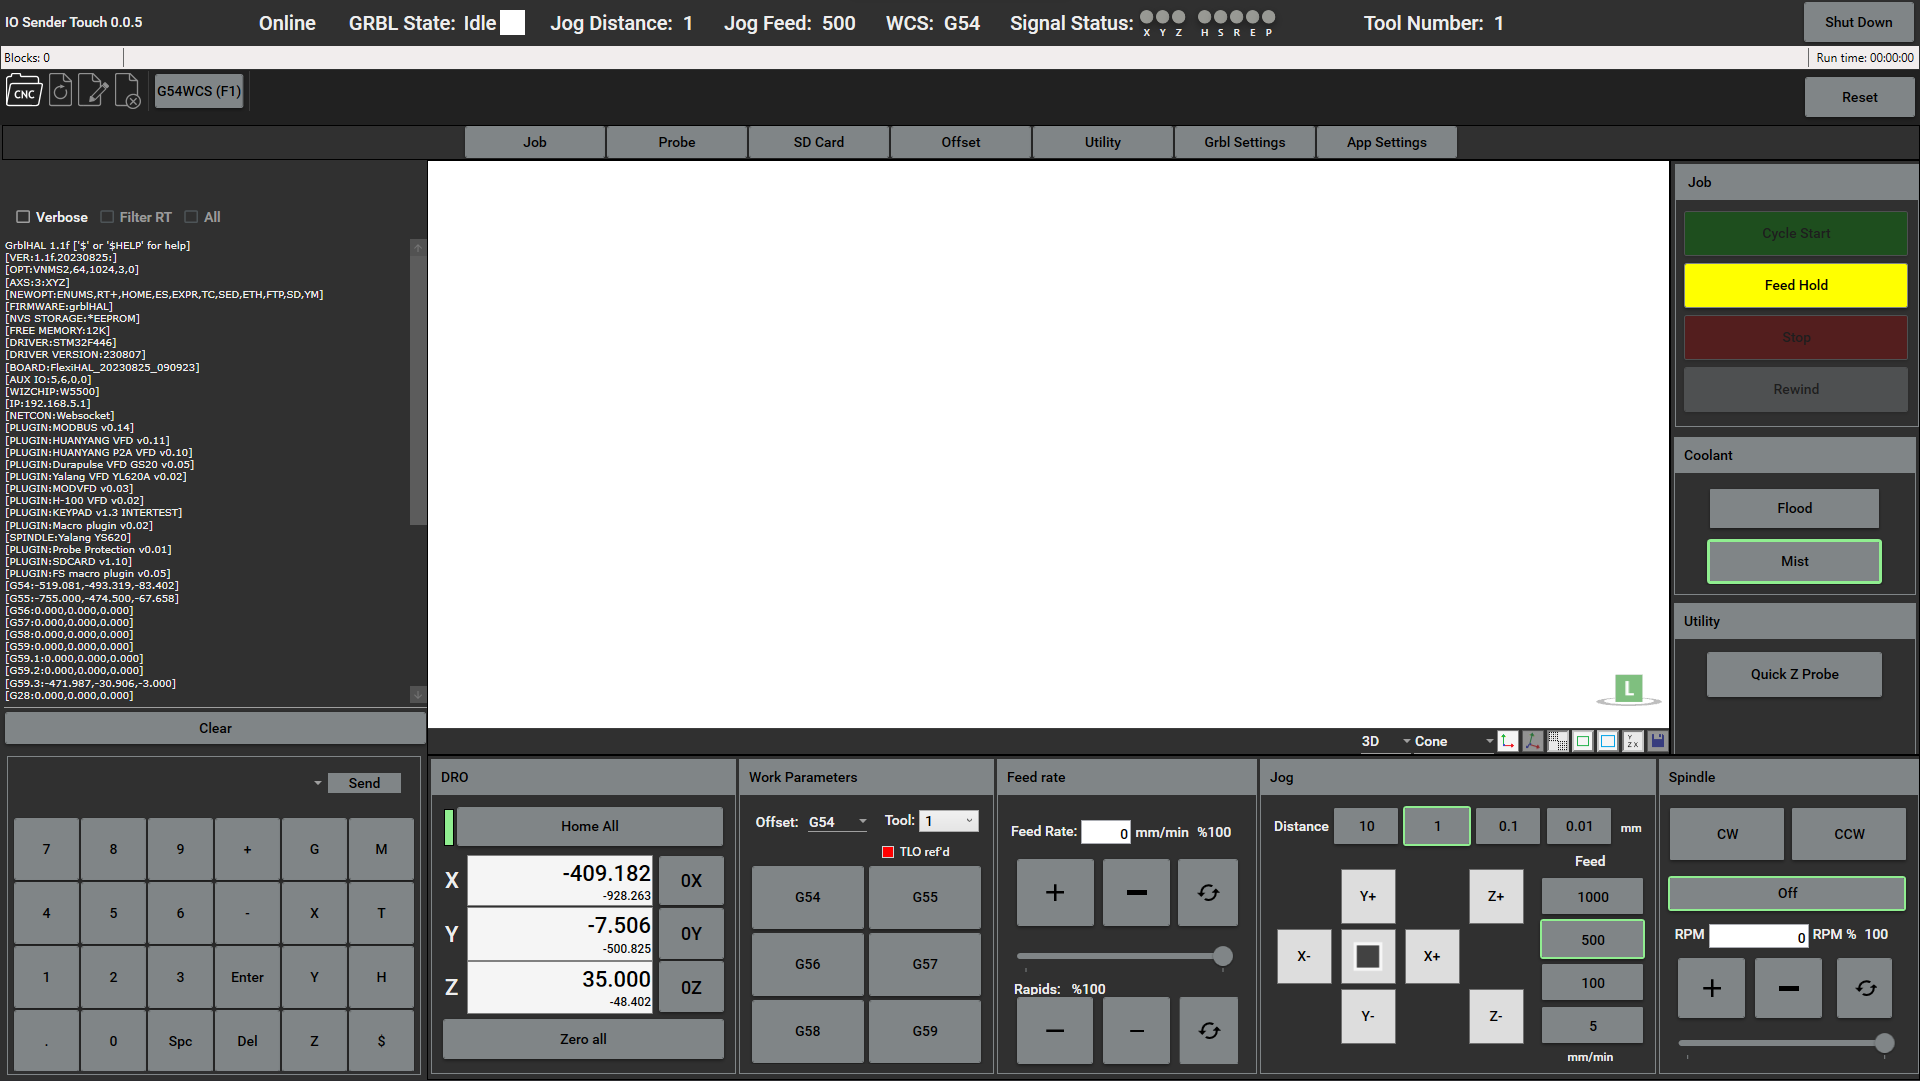 IO Sender Touch 0.0.5
Online
GRBL State: Idle
Jog Distance: 1
Jog Feed: 500
WCS: G54
Signal Status:
X Y Z H S R E P
Tool Number: 1
Shut Down
Blocks: 0
Run time: 00:00:00
CNC
G54WCS (F1)
Reset
Job
Probe
SD Card
Offset
Utility
Grbl Settings
App Settings
Verbose
Filter RT
All
GrblHAL 1.1f ['$' or '$HELP' for help]
[VER:1.1f.20230825:]
[OPT:VNMS2,64,1024,3,0]
[AXS:3:XYZ]
[NEWOPT:ENUMS,RT+,HOME,ES,EXPR,TC,SED,ETH,FTP,SD,YM]
[FIRMWARE:grblHAL]
[NVS STORAGE:*EEPROM]
[FREE MEMORY:12K]
[DRIVER:STM32F446]
[DRIVER VERSION:230807]
[BOARD:FlexiHAL_20230825_090923]
[AUX IO:5,6,0,0]
[WIZCHIP:W5500]
[IP:192.168.5.1]
[NETCON:Websocket]
[PLUGIN:MODBUS v0.14]
[PLUGIN:HUANYANG VFD v0.11]
[PLUGIN:HUANYANG P2A VFD v0.10]
[PLUGIN:Durapulse VFD GS20 v0.05]
[PLUGIN:Yalang VFD YL620A v0.02]
[PLUGIN:MODVFD v0.03]
[PLUGIN:H-100 VFD v0.02]
[PLUGIN:KEYPAD v1.3 INTERTEST]
[PLUGIN:Macro plugin v0.02]
[SPINDLE:Yalang YS620]
[PLUGIN:Probe Protection v0.01]
[PLUGIN:SDCARD v1.10]
[PLUGIN:FS macro plugin v0.05]
[G54:-519.081,-493.319,-83.402]
[G55:-755.000,-474.500,-67.658]
[G56:0.000,0.000,0.000]
[G57:0.000,0.000,0.000]
[G58:0.000,0.000,0.000]
[G59:0.000,0.000,0.000]
[G59.1:0.000,0.000,0.000]
[G59.2:0.000,0.000,0.000]
[G59.3:-471.987,-30.906,-3.000]
[G28:0.000,0.000,0.000]
Clear
Send
7 8 9 + G M
4 5 6 - X T
1 2 3 Enter Y H
. 0 Spc Del Z $
L
3D
Cone
Y
Z X
DRO
Home All
X -409.182 0X
-928.263
Y -7.506 0Y
-500.825
Z 35.000 0Z
-48.402
Zero all
Work Parameters
Offset: G54
Tool: 1
TLO ref'd
G54 G55
G56 G57
G58 G59
Feed rate
Feed Rate: 0 mm/min %100
+ −
Rapids: %100
− −
Jog
Distance 10 1 0.1 0.01 mm
Feed
Y+ Z+ 1000
500
X- X+
100
Y- Z-
5
mm/min
Job
Cycle Start
Feed Hold
Stop
Rewind
Coolant
Flood
Mist
Utility
Quick Z Probe
Spindle
CW CCW
Off
RPM 0 RPM % 100
+ −